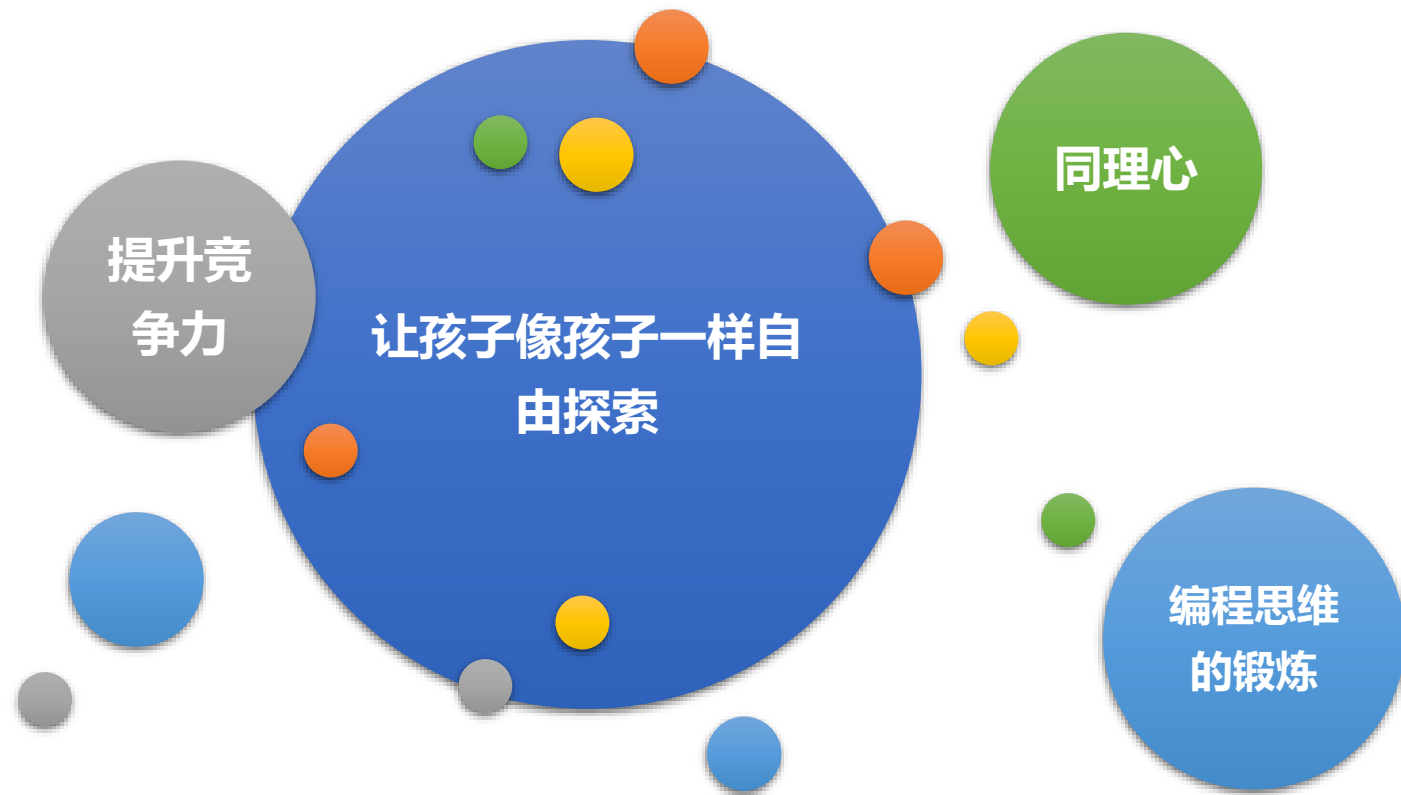 同理心
提升竞
争力
让孩子像孩子一样自
由探索
编程思维
的锻炼